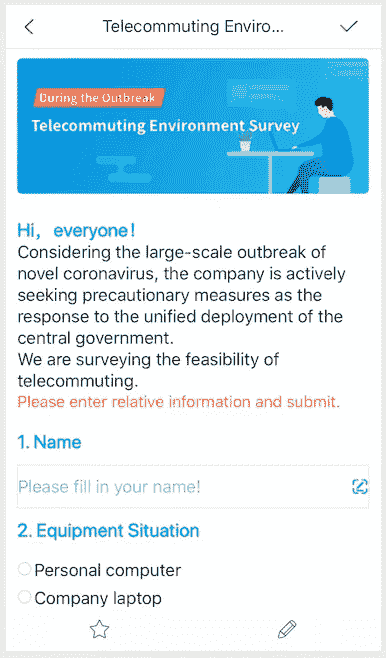 Telecommuting Enviro...
During the Outbreak
Telecommuting Environment Survey
Hi, everyone!
Considering the large-scale outbreak of
novel coronavirus, the company is actively
seeking precautionary measures as the
response to the unified deployment of the
central government.
We are surveying the feasibility of
telecommuting.
Please enter relative information and submit.
1. Name
Please fill in your name!
2. Equipment Situation
Personal computer
Company laptop